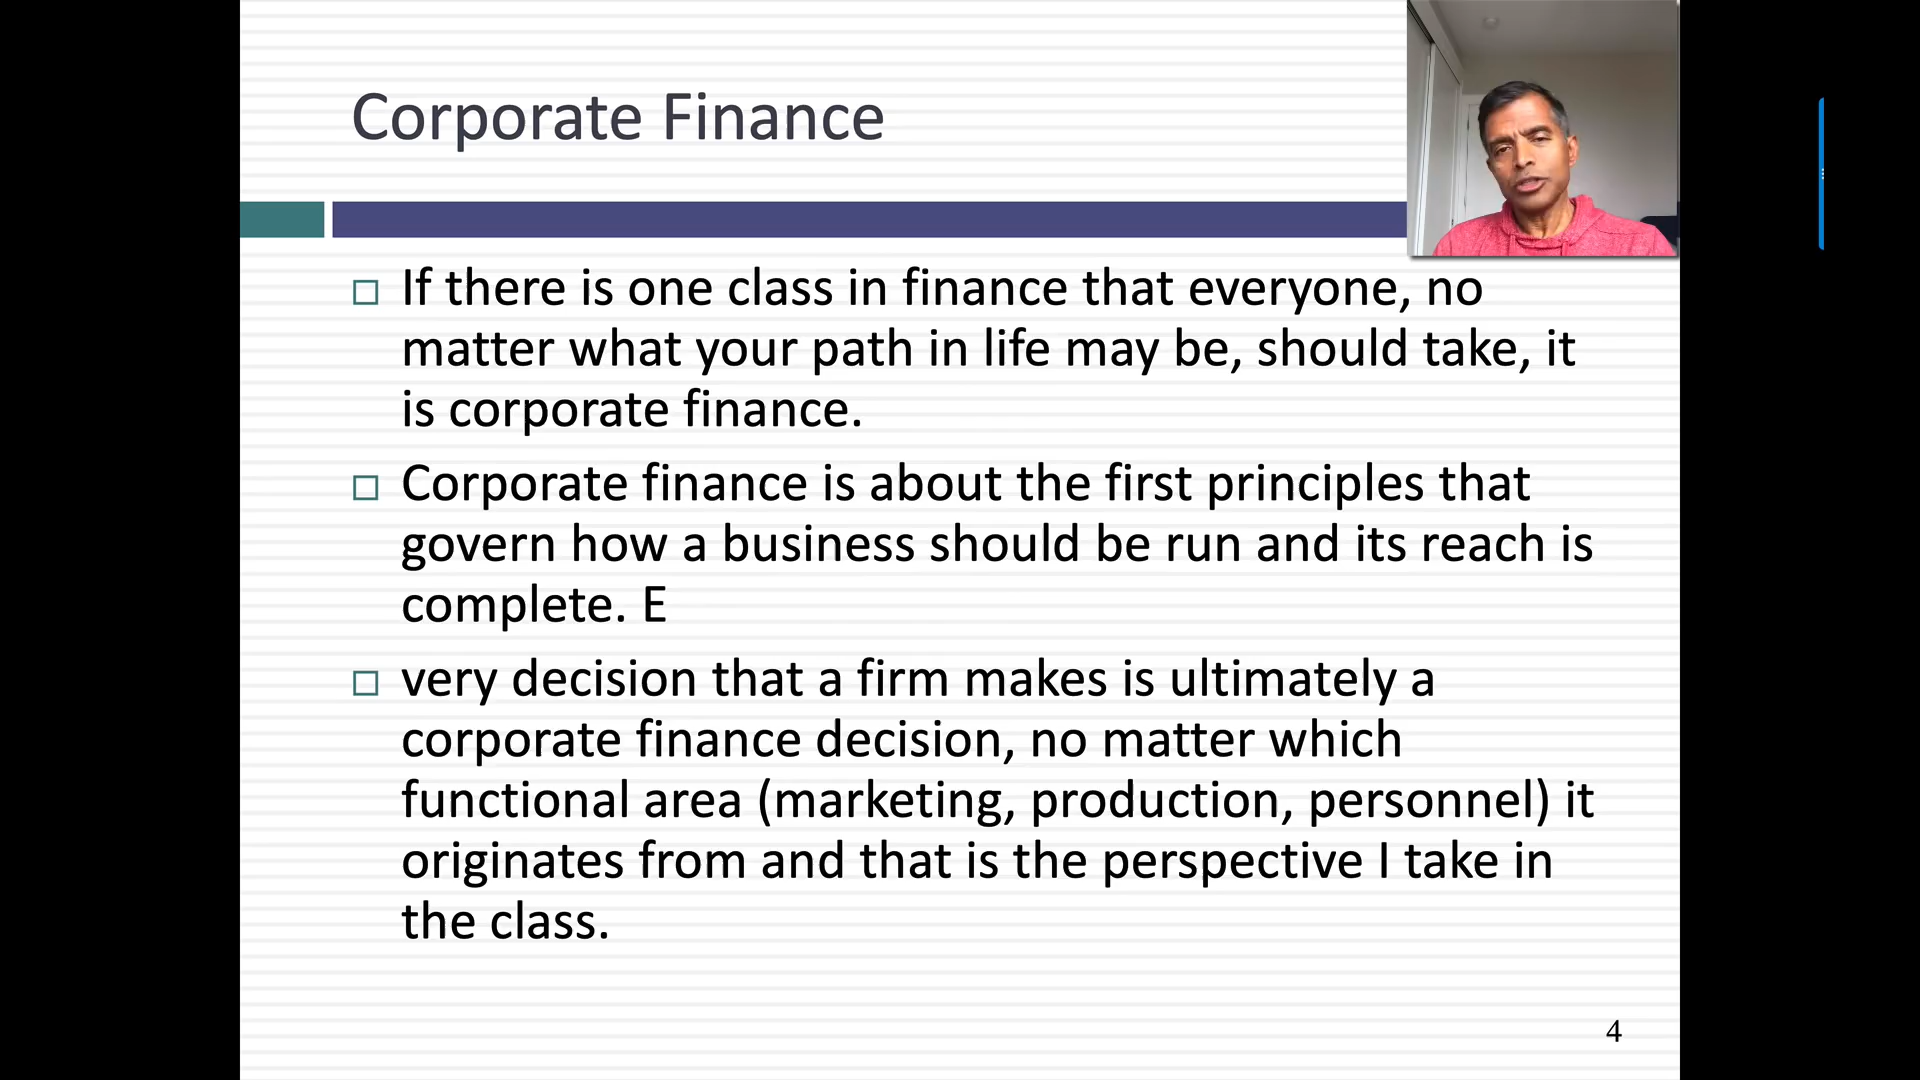 Corporate Finance
If there is one class in finance that everyone, no
matter what your path in life may be, should take, it
is corporate finance.
Corporate finance is about the first principles that
govern how a business should be run and its reach is
complete. E
very decision that a firm makes is ultimately a
corporate finance decision, no matter which
functional area (marketing, production, personnel) it
originates from and that is the perspective I take in
the class.
4